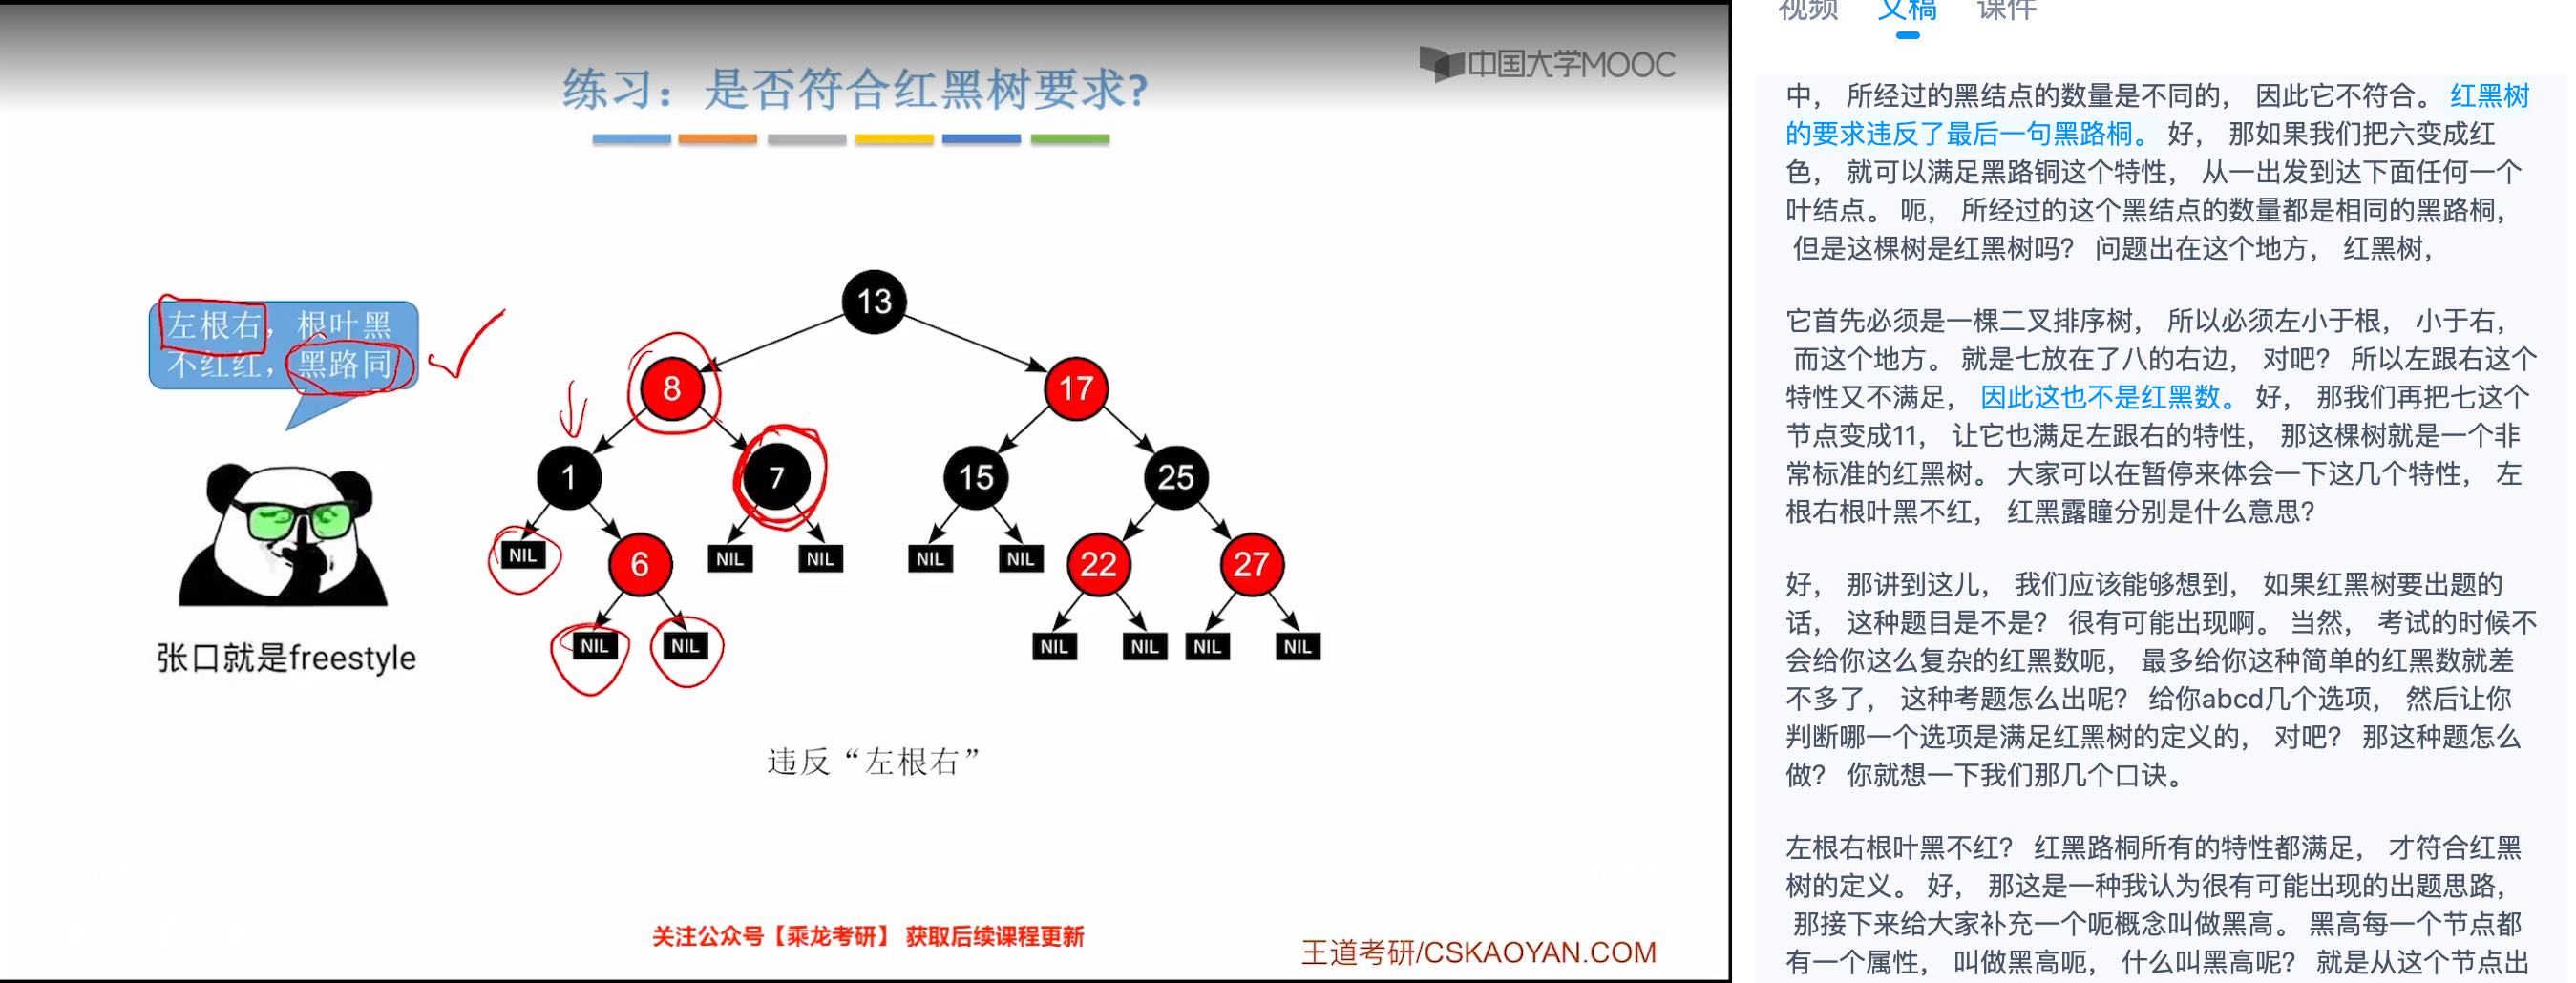 中国大学MOOC
练习：是否符合红黑树要求?
左根右，根叶黑
不红红，黑路同
张口就是freestyle
13
8
17
1
7
15
25
NIL
6
NIL
NIL
NIL
NIL
22
27
NIL
NIL
NIL
NIL
NIL
NIL
违反“左根右”
关注公众号【乘龙考研】 获取后续课程更新
王道考研/CSKAOYAN.COM
视频 文稿 课件
中， 所经过的黑结点的数量是不同的， 因此它不符合。 红黑树
的要求违反了最后一句黑路桐。 好， 那如果我们把六变成红
色， 就可以满足黑路铜这个特性， 从一出发到达下面任何一个
叶结点。 呃， 所经过的这个黑结点的数量都是相同的黑路桐，
但是这棵树是红黑树吗? 问题出在这个地方， 红黑树，
它首先必须是一棵二叉排序树， 所以必须左小于根， 小于右，
而这个地方。 就是七放在了八的右边， 对吧? 所以左跟右这个
特性又不满足， 因此这也不是红黑数。 好， 那我们再把七这个
节点变成11， 让它也满足左跟右的特性， 那这棵树就是一个非
常标准的红黑树。 大家可以在暂停来体会一下这几个特性， 左
根右根叶黑不红， 红黑露瞳分别是什么意思?
好， 那讲到这儿， 我们应该能够想到， 如果红黑树要出题的
话， 这种题目是不是? 很有可能出现啊。 当然， 考试的时候不
会给你这么复杂的红黑数呃， 最多给你这种简单的红黑数就差
不多了， 这种考题怎么出呢? 给你abcd几个选项， 然后让你
判断哪一个选项是满足红黑树的定义的， 对吧? 那这种题怎么
做? 你就想一下我们那几个口诀。
左根右根叶黑不红? 红黑路桐所有的特性都满足， 才符合红黑
树的定义。 好， 那这是一种我认为很有可能出现的出题思路，
那接下来给大家补充一个呃概念叫做黑高。 黑高每一个节点都
有一个属性， 叫做黑高呃， 什么叫黑高呢? 就是从这个节点出